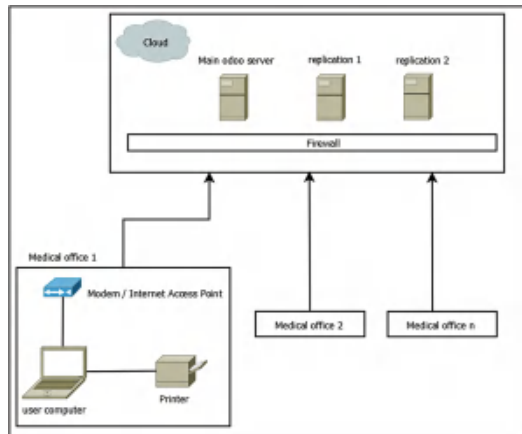 Cloud
Main odoo server
replication 1
replication 2
Firewall
Medical office 1
Modem / Internet Access Point
user computer
Printer
Medical office 2
Medical office n